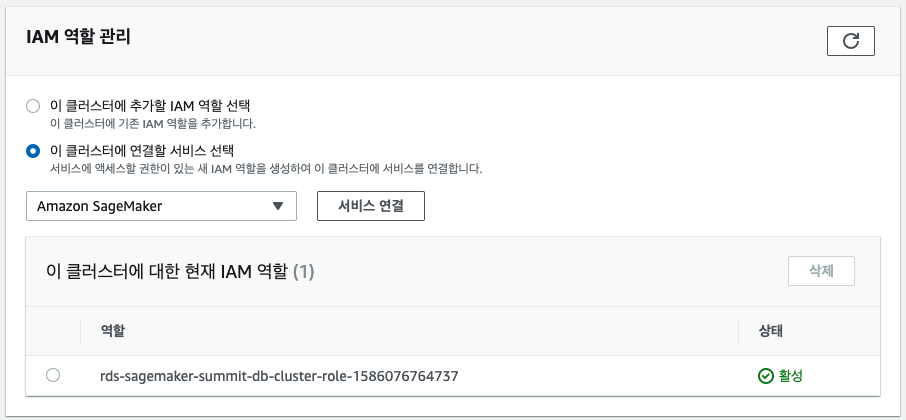 IAM 역할 관리
이 클러스터에 추가할 IAM 역할 선택
이 클러스터에 기존 IAM 역할을 추가합니다.
이 클러스터에 연결할 서비스 선택
서비스에 액세스할 권한이 있는 새 IAM 역할을 생성하여 이 클러스터에 서비스를 연결합니다.
Amazon SageMaker
서비스 연결
이 클러스터에 대한 현재 IAM 역할 (1)
삭제
역할
상태
rds-sagemaker-summit-db-cluster-role-1586076764737
활성